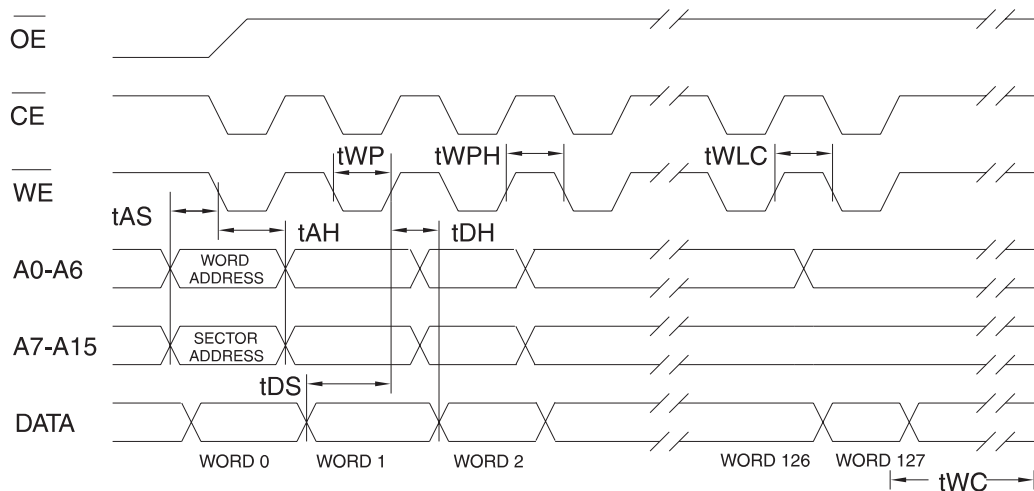 OE
CE
tWP
tWPH
tWLC
WE
tAS
tAH
tDH
A0-A6
WORD
ADDRESS
A7-A15
SECTOR
ADDRESS
tDS
DATA
WORD 0
WORD 1
WORD 2
WORD 126
WORD 127
tWC